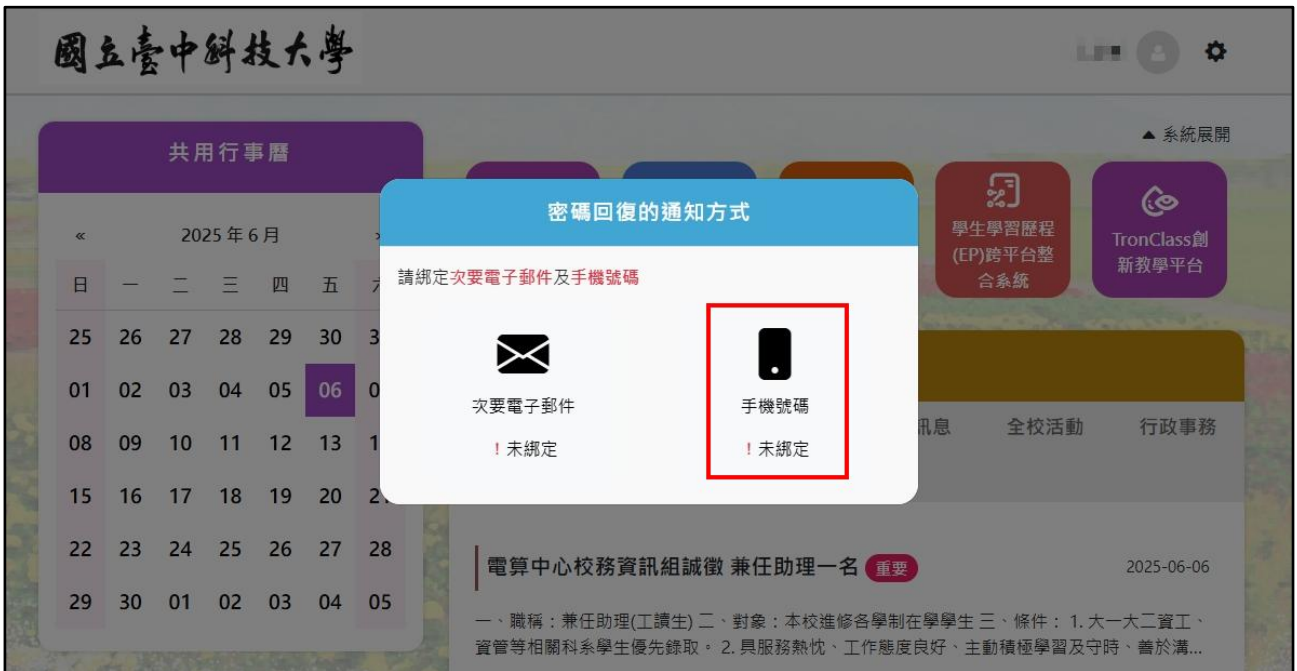 國立臺中科技大學
▲ 系統展開
共用行事曆
« 2025 年 6 月
日 一 二 三 四 五
25 26 27 28 29 30 3
01 02 03 04 05 06 0
08 09 10 11 12 13 1
15 16 17 18 19 20 21
22 23 24 25 26 27 28
29 30 01 02 03 04 05
密碼回復的通知方式
請綁定次要電子郵件及手機號碼
次要電子郵件
! 未綁定
手機號碼
! 未綁定
學生學習歷程
(EP)跨平台整
合系統
TronClass創
新教學平台
訊息 全校活動 行政事務
電算中心校務資訊組誠徵 兼任助理一名 重要 2025-06-06
一、職稱：兼任助理(工讀生) 二、對象：本校進修各學制在學學生 三、條件： 1. 大一大二資工、
資管等相關科系學生優先錄取。 2. 具服務熱忱、工作態度良好、主動積極學習及守時、善於溝...